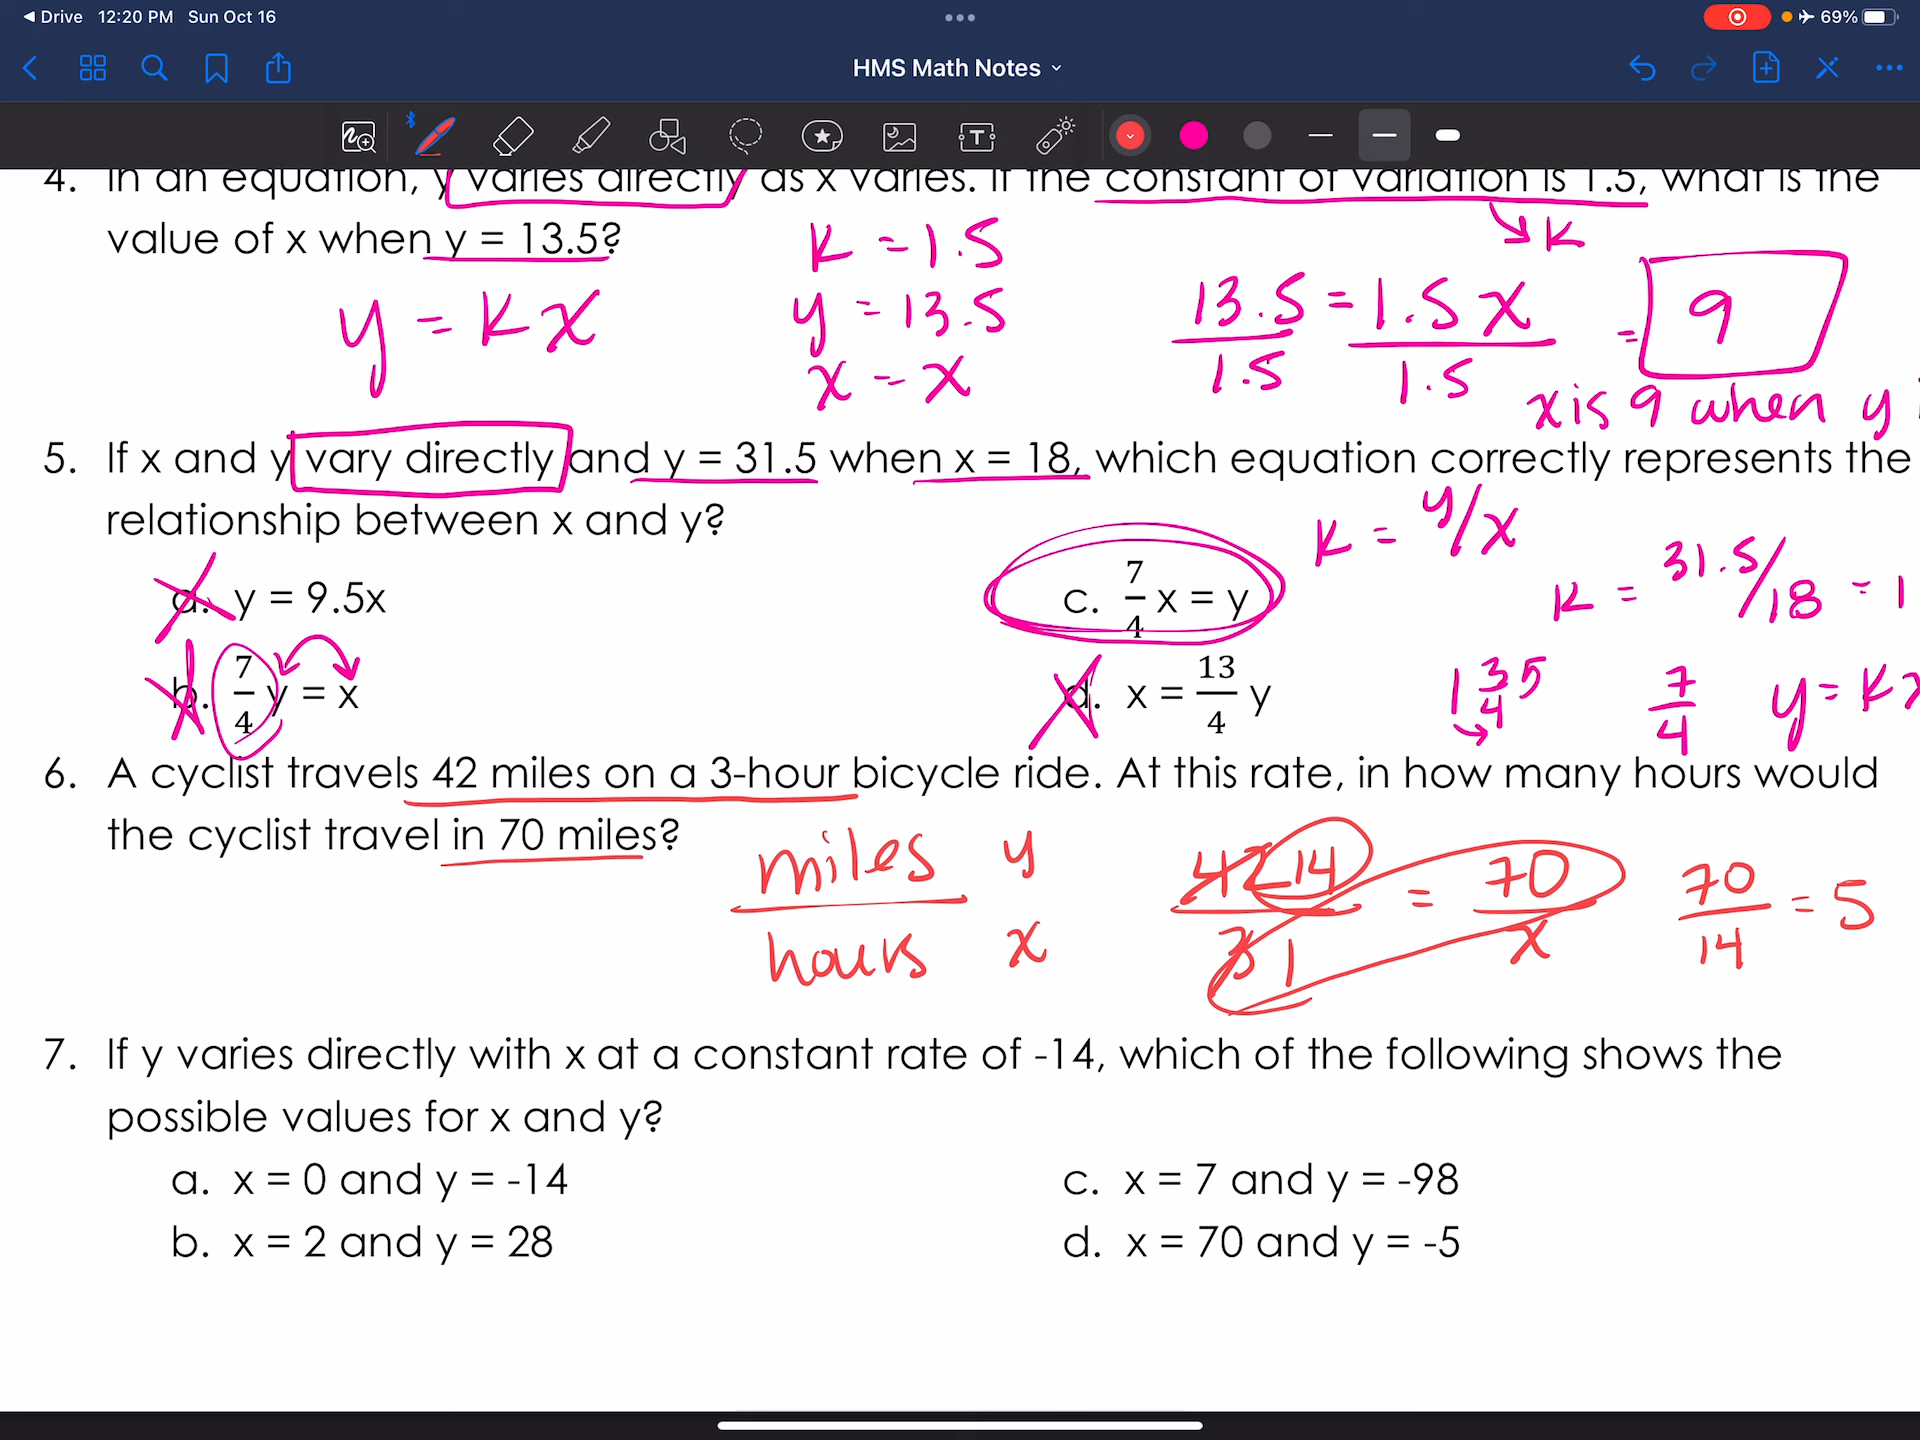 Drive 12:20 PM Sun Oct 16
69%
HMS Math Notes
T
4. In an equation, y varies directly as x varies. If the constant of variation is 1.5, what is the
value of x when y = 13.5?
k = 1.5
k
y = kx
y = 13.5
x = x
13.5 = 1.5x
1.5 1.5
= 9
x is 9 when y
5. If x and y vary directly and y = 31.5 when x = 18, which equation correctly represents the
relationship between x and y?
k = y/x
a. y = 9.5x
c. 7/4 x = y
k = 31.5/18 = 1
b. 7/4 y = x
d. x = 13/4 y
1 3/4
7/4
y = kx
6. A cyclist travels 42 miles on a 3-hour bicycle ride. At this rate, in how many hours would
the cyclist travel in 70 miles?
miles y
hours x
42 14 = 70
3 1 x
70/14 = 5
7. If y varies directly with x at a constant rate of -14, which of the following shows the
possible values for x and y?
a. x = 0 and y = -14
b. x = 2 and y = 28
c. x = 7 and y = -98
d. x = 70 and y = -5